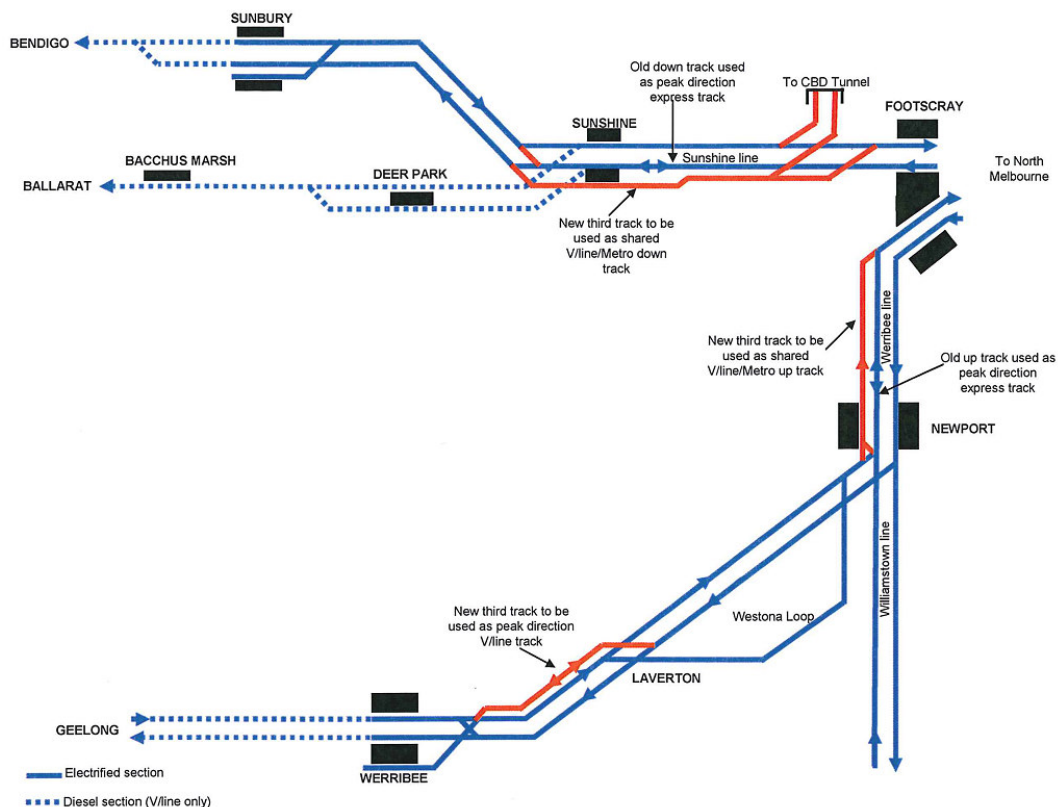 SUNBURY
BENDIGO
Old down track used
as peak direction
express track
To CBD Tunnel
FOOTSCRAY
SUNSHINE
Sunshine line
To North
Melbourne
BACCHUS MARSH
DEER PARK
BALLARAT
New third track to be
used as shared
V/line/Metro down
track
New third track to be
used as shared
V/line/Metro up track
Werribee line
Old up track used as
peak direction
express track
NEWPORT
Williamstown line
New third track to be
used as peak direction
V/line track
Westona Loop
LAVERTON
GEELONG
WERRIBEE
Electrified section
Diesel section (V/line only)